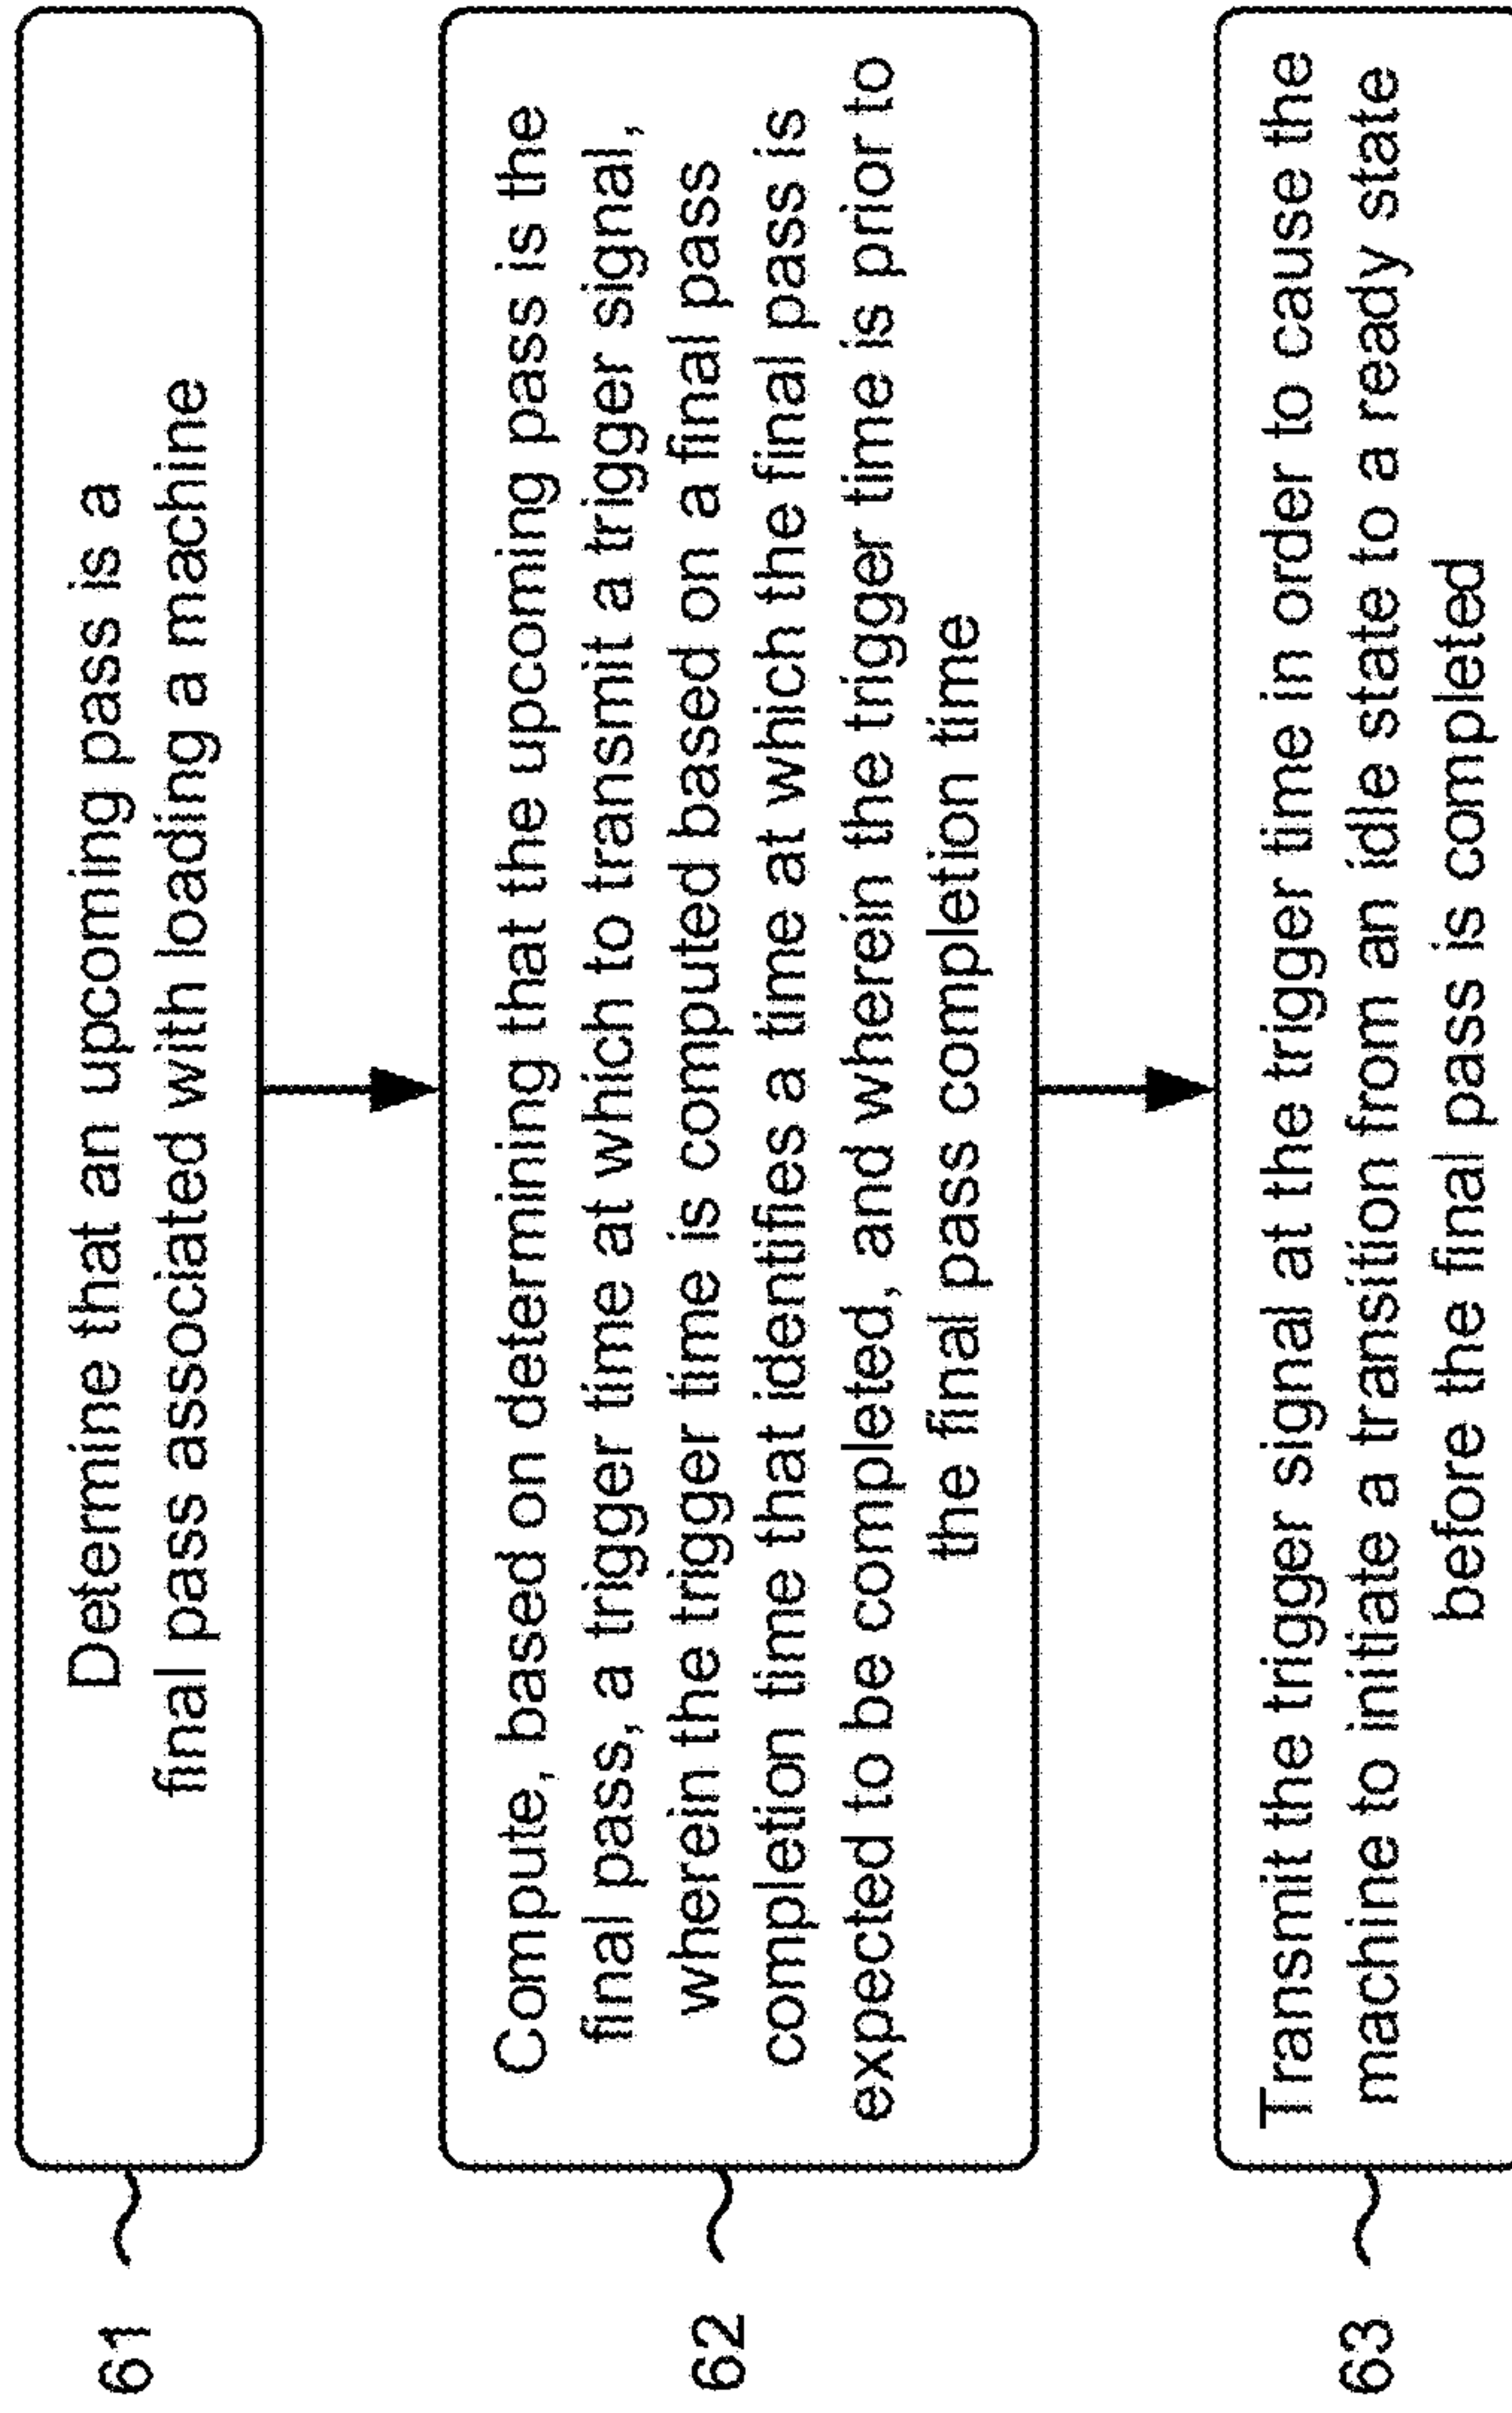 61
Determine that an upcoming pass is a
final pass associated with loading a machine
62
Compute, based on determining that the upcoming pass is the
final pass, a trigger time at which to transmit a trigger signal,
wherein the trigger time is computed based on a final pass
completion time that identifies a time at which the final pass is
expected to be completed, and wherein the trigger time is prior to
the final pass completion time
63
Transmit the trigger signal at the trigger time in order to cause the
machine to initiate a transition from an idle state to a ready state
before the final pass is completed